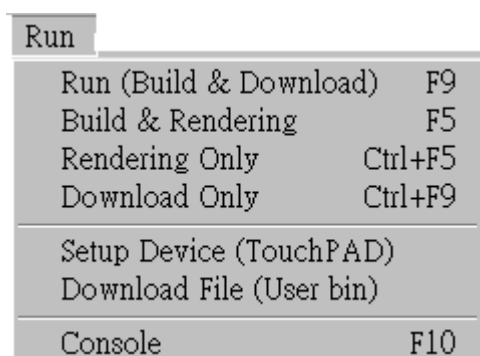 Run
Run (Build & Download) F9
Build & Rendering F5
Rendering Only Ctrl+F5
Download Only Ctrl+F9
Setup Device (TouchPAD)
Download File (User bin)
Console F10